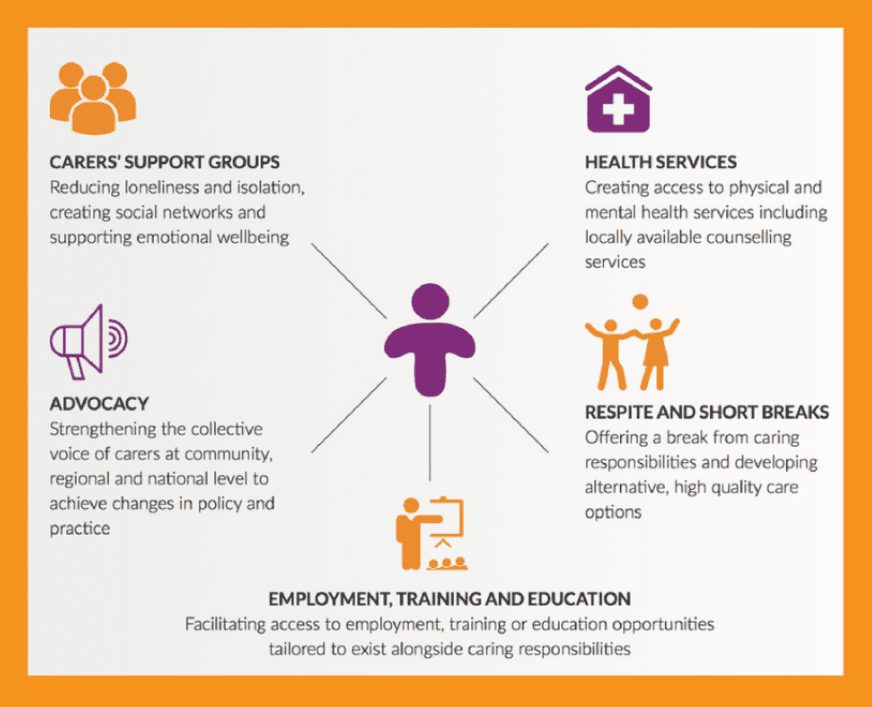 CARERS' SUPPORT GROUPS
Reducing loneliness and isolation,
creating social networks and
supporting emotional wellbeing
HEALTH SERVICES
Creating access to physical and
mental health services including
locally available counselling
services
ADVOCACY
Strengthening the collective
voice of carers at community,
regional and national level to
achieve changes in policy and
practice
RESPITE AND SHORT BREAKS
Offering a break from caring
responsibilities and developing
alternative, high quality care
options
EMPLOYMENT, TRAINING AND EDUCATION
Facilitating access to employment, training or education opportunities
tailored to exist alongside caring responsibilities